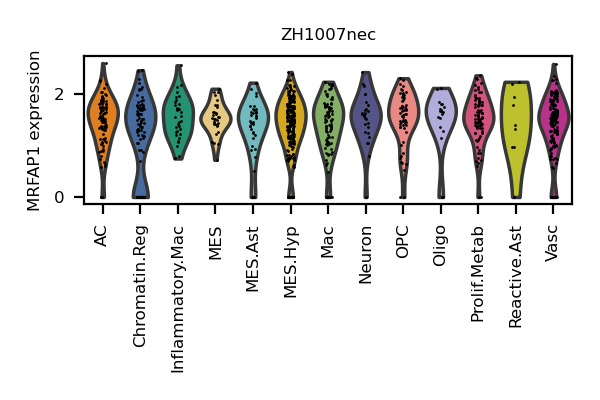 ZH1007nec
MRFAP1 expression
2
0
AC
Chromatin.Reg
Inflammatory.Mac
MES
MES.Ast
MES.Hyp
Mac
Neuron
OPC
Oligo
Prolif.Metab
Reactive.Ast
Vasc